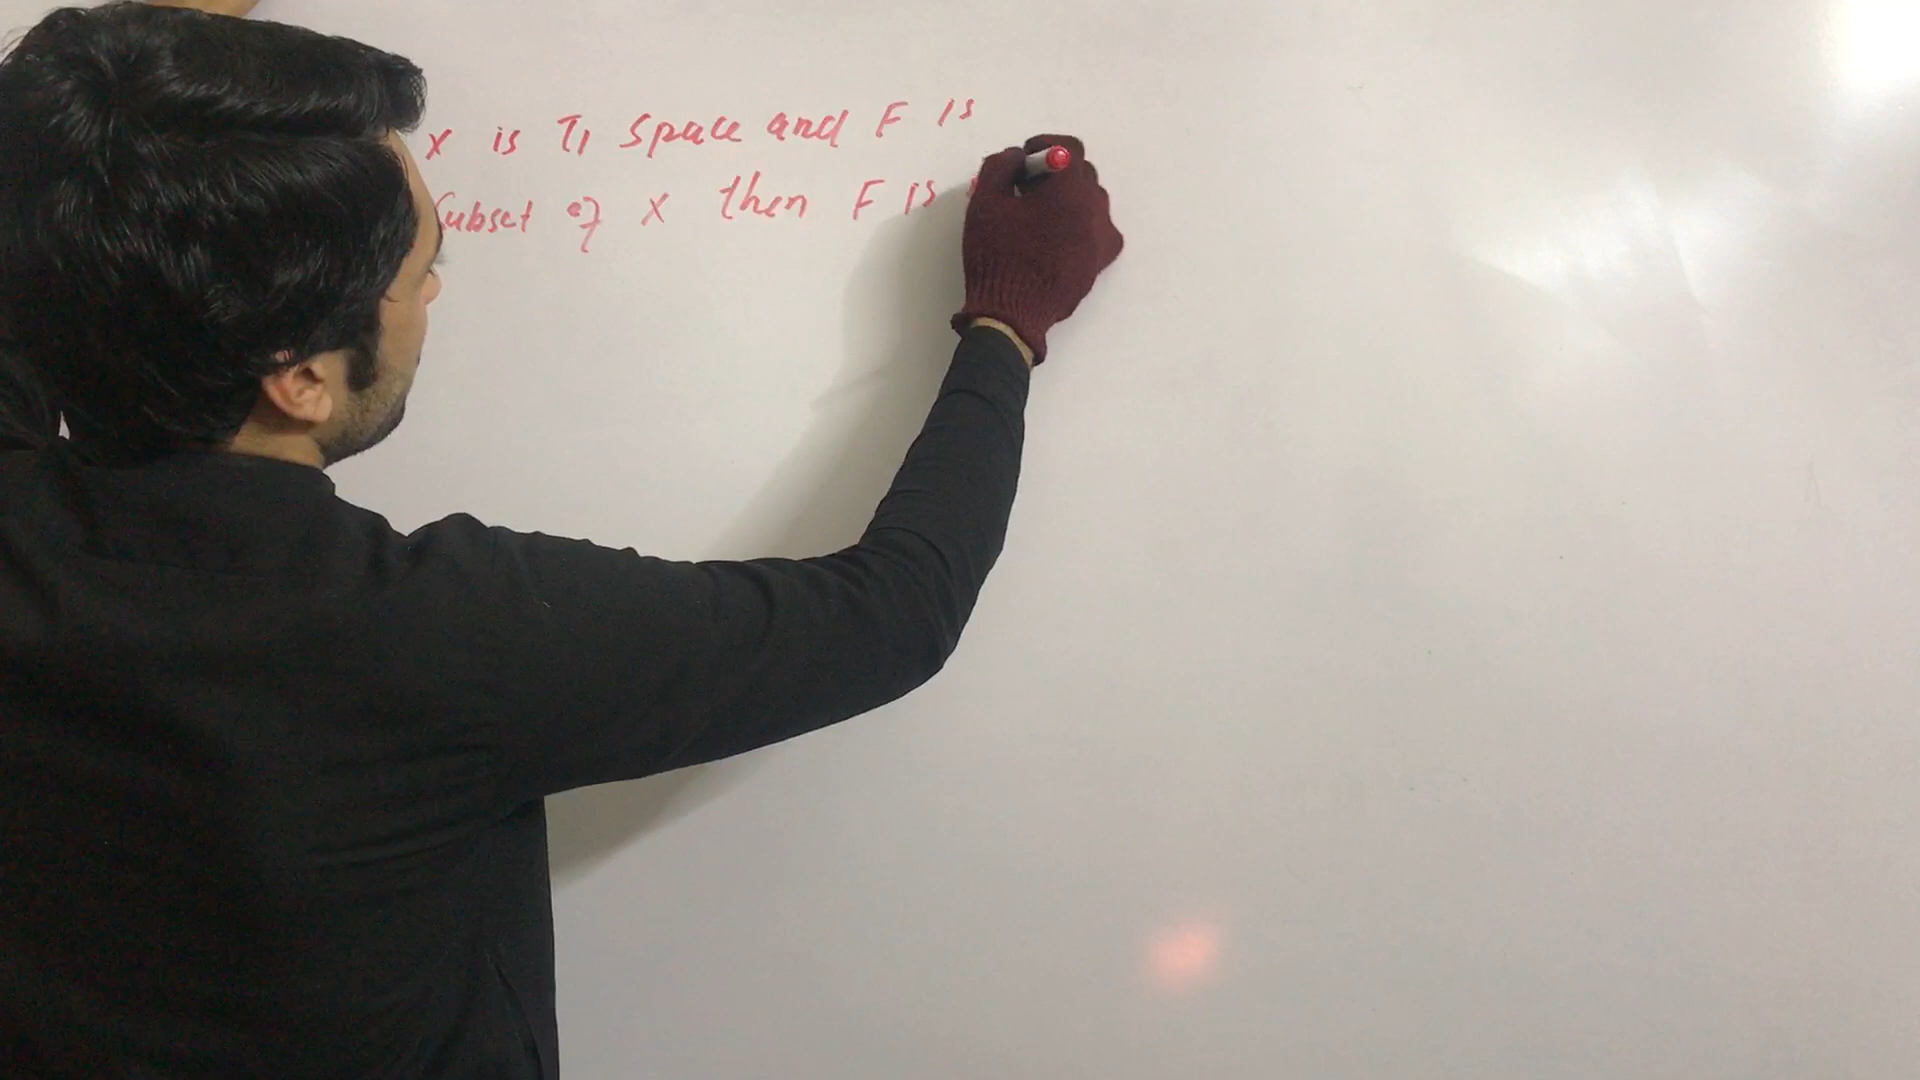 X is T1 space and F is
Subset of X then F is